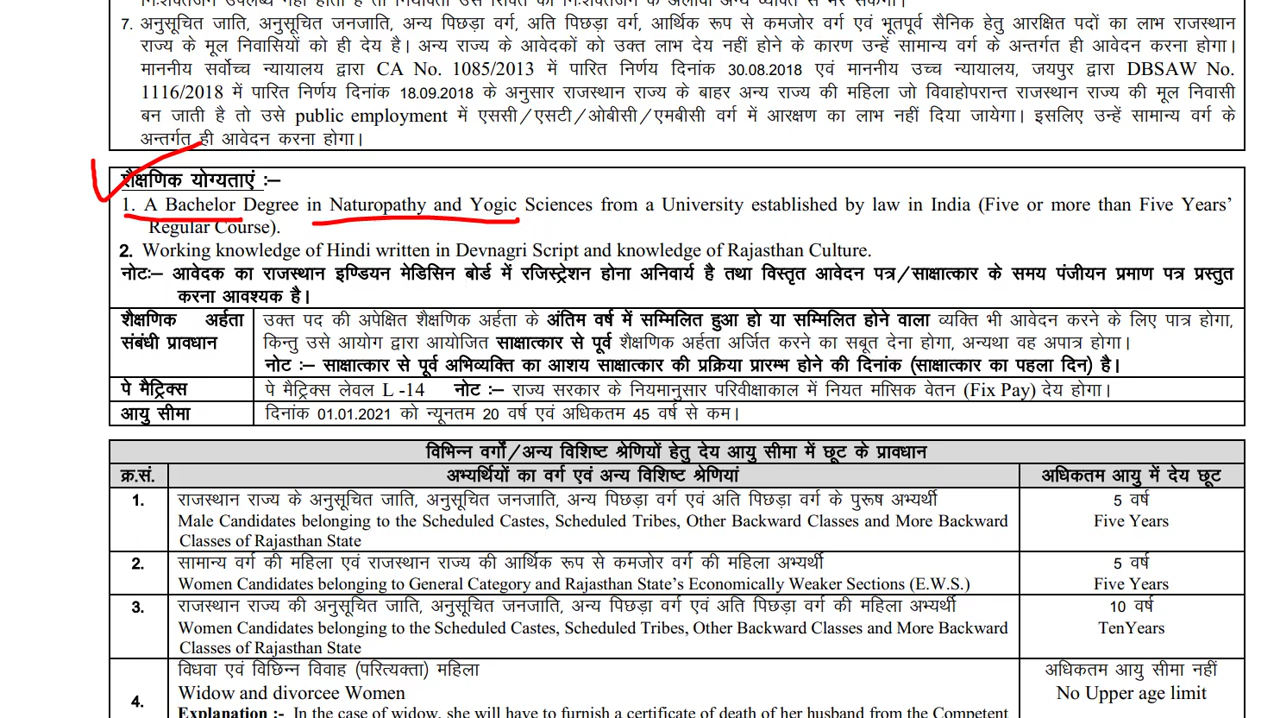 7. अनुसूचित जाति, अनुसूचित जनजाति, अन्य पिछड़ा वर्ग, अति पिछड़ा वर्ग, आर्थिक रूप से कमजोर वर्ग एवं भूतपूर्व सैनिक हेतु आरक्षित पदों का लाभ राजस्थान
राज्य के मूल निवासियों को ही देय है। अन्य राज्य के आवेदकों को उक्त लाभ देय नहीं होने के कारण उन्हें सामान्य वर्ग के अन्तर्गत ही आवेदन करना होगा।
माननीय सर्वोच्च न्यायालय द्वारा CA No. 1085/2013 में पारित निर्णय दिनांक 30.08.2018 एवं माननीय उच्च न्यायालय, जयपुर द्वारा DBSAW No.
1116/2018 में पारित निर्णय दिनांक 18.09.2018 के अनुसार राजस्थान राज्य के बाहर अन्य राज्य की महिला जो विवाहोपरान्त राजस्थान राज्य की मूल निवासी
बन जाती है तो उसे public employment में एससी/एसटी/ओबीसी/एमबीसी वर्ग में आरक्षण का लाभ नहीं दिया जायेगा। इसलिए उन्हें सामान्य वर्ग के
अन्तर्गत ही आवेदन करना होगा।
शैक्षणिक योग्यताएं :–
1. A Bachelor Degree in Naturopathy and Yogic Sciences from a University established by law in India (Five or more than Five Years’
Regular Course).
2. Working knowledge of Hindi written in Devnagri Script and knowledge of Rajasthan Culture.
नोटः– आवेदक का राजस्थान इण्डियन मेडिसिन बोर्ड में रजिस्ट्रेशन होना अनिवार्य है तथा विस्तृत आवेदन पत्र/साक्षात्कार के समय पंजीयन प्रमाण पत्र प्रस्तुत
करना आवश्यक है।
शैक्षणिक अर्हता संबंधी प्रावधान
उक्त पद की अपेक्षित शैक्षणिक अर्हता के अंतिम वर्ष में सम्मिलित हुआ हो या सम्मिलित होने वाला व्यक्ति भी आवेदन करने के लिए पात्र होगा,
किन्तु उसे आयोग द्वारा आयोजित साक्षात्कार से पूर्व शैक्षणिक अर्हता अर्जित करने का सबूत देना होगा, अन्यथा वह अपात्र होगा।
नोट :– साक्षात्कार से पूर्व अभिव्यक्ति का आशय साक्षात्कार की प्रक्रिया प्रारम्भ होने की दिनांक (साक्षात्कार का पहला दिन) है।
पे मैट्रिक्स पे मैट्रिक्स लेवल L -14 नोट :– राज्य सरकार के नियमानुसार परिवीक्षाकाल में नियत मासिक वेतन (Fix Pay) देय होगा।
आयु सीमा दिनांक 01.01.2021 को न्यूनतम 20 वर्ष एवं अधिकतम 45 वर्ष से कम।
विभिन्न वर्गों/अन्य विशिष्ट श्रेणियों हेतु देय आयु सीमा में छूट के प्रावधान
क्र.सं. अभ्यर्थियों का वर्ग एवं अन्य विशिष्ट श्रेणियां अधिकतम आयु में देय छूट
1. राजस्थान राज्य के अनुसूचित जाति, अनुसूचित जनजाति, अन्य पिछड़ा वर्ग एवं अति पिछड़ा वर्ग के पुरूष अभ्यर्थी 5 वर्ष
Male Candidates belonging to the Scheduled Castes, Scheduled Tribes, Other Backward Classes and More Backward Five Years
Classes of Rajasthan State
2. सामान्य वर्ग की महिला एवं राजस्थान राज्य की आर्थिक रूप से कमजोर वर्ग की महिला अभ्यर्थी 5 वर्ष
Women Candidates belonging to General Category and Rajasthan State’s Economically Weaker Sections (E.W.S.) Five Years
3. राजस्थान राज्य की अनुसूचित जाति, अनुसूचित जनजाति, अन्य पिछड़ा वर्ग एवं अति पिछड़ा वर्ग की महिला अभ्यर्थी 10 वर्ष
Women Candidates belonging to the Scheduled Castes, Scheduled Tribes, Other Backward Classes and More Backward TenYears
Classes of Rajasthan State
विधवा एवं विछिन्न विवाह (परित्यक्ता) महिला अधिकतम आयु सीमा नहीं
4. Widow and divorcee Women No Upper age limit
Explanation :- In the case of widow, she will have to furnish a certificate of death of her husband from the Competent